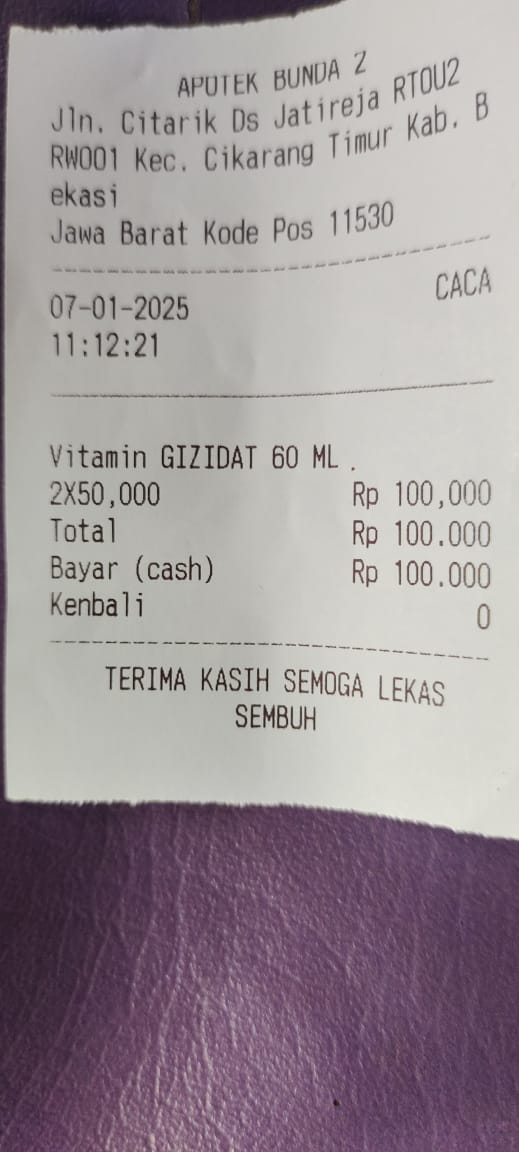 APOTEK BUNDA Z
Jln. Citarik Ds Jatireja RT0U2
RW001 Kec. Cikarang Timur Kab. B
ekasi
Jawa Barat Kode Pos 11530
CACA
07-01-2025
11:12:21
Vitamin GIZIDAT 60 ML .
2X50,000 Rp 100,000
Total Rp 100.000
Bayar (cash) Rp 100.000
Kenbali 0
TERIMA KASIH SEMOGA LEKAS
SEMBUH